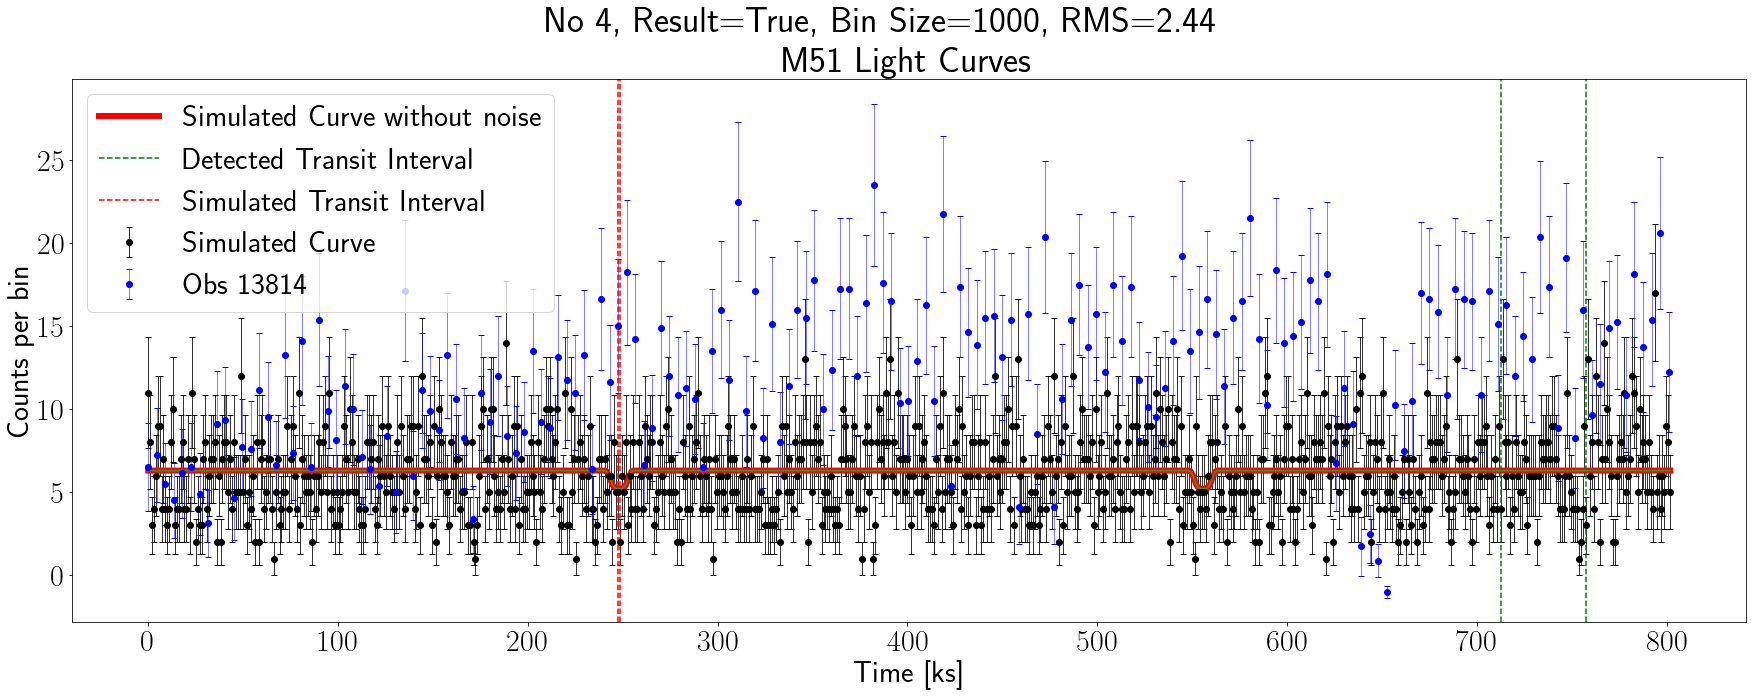 No 4, Result=True, Bin Size=1000, RMS=2.44
M51 Light Curves
Simulated Curve without noise
Detected Transit Interval
Simulated Transit Interval
Simulated Curve
Obs 13814
Counts per bin
25
20
15
10
5
0
0 100 200 300 400 500 600 700 800
Time [ks]